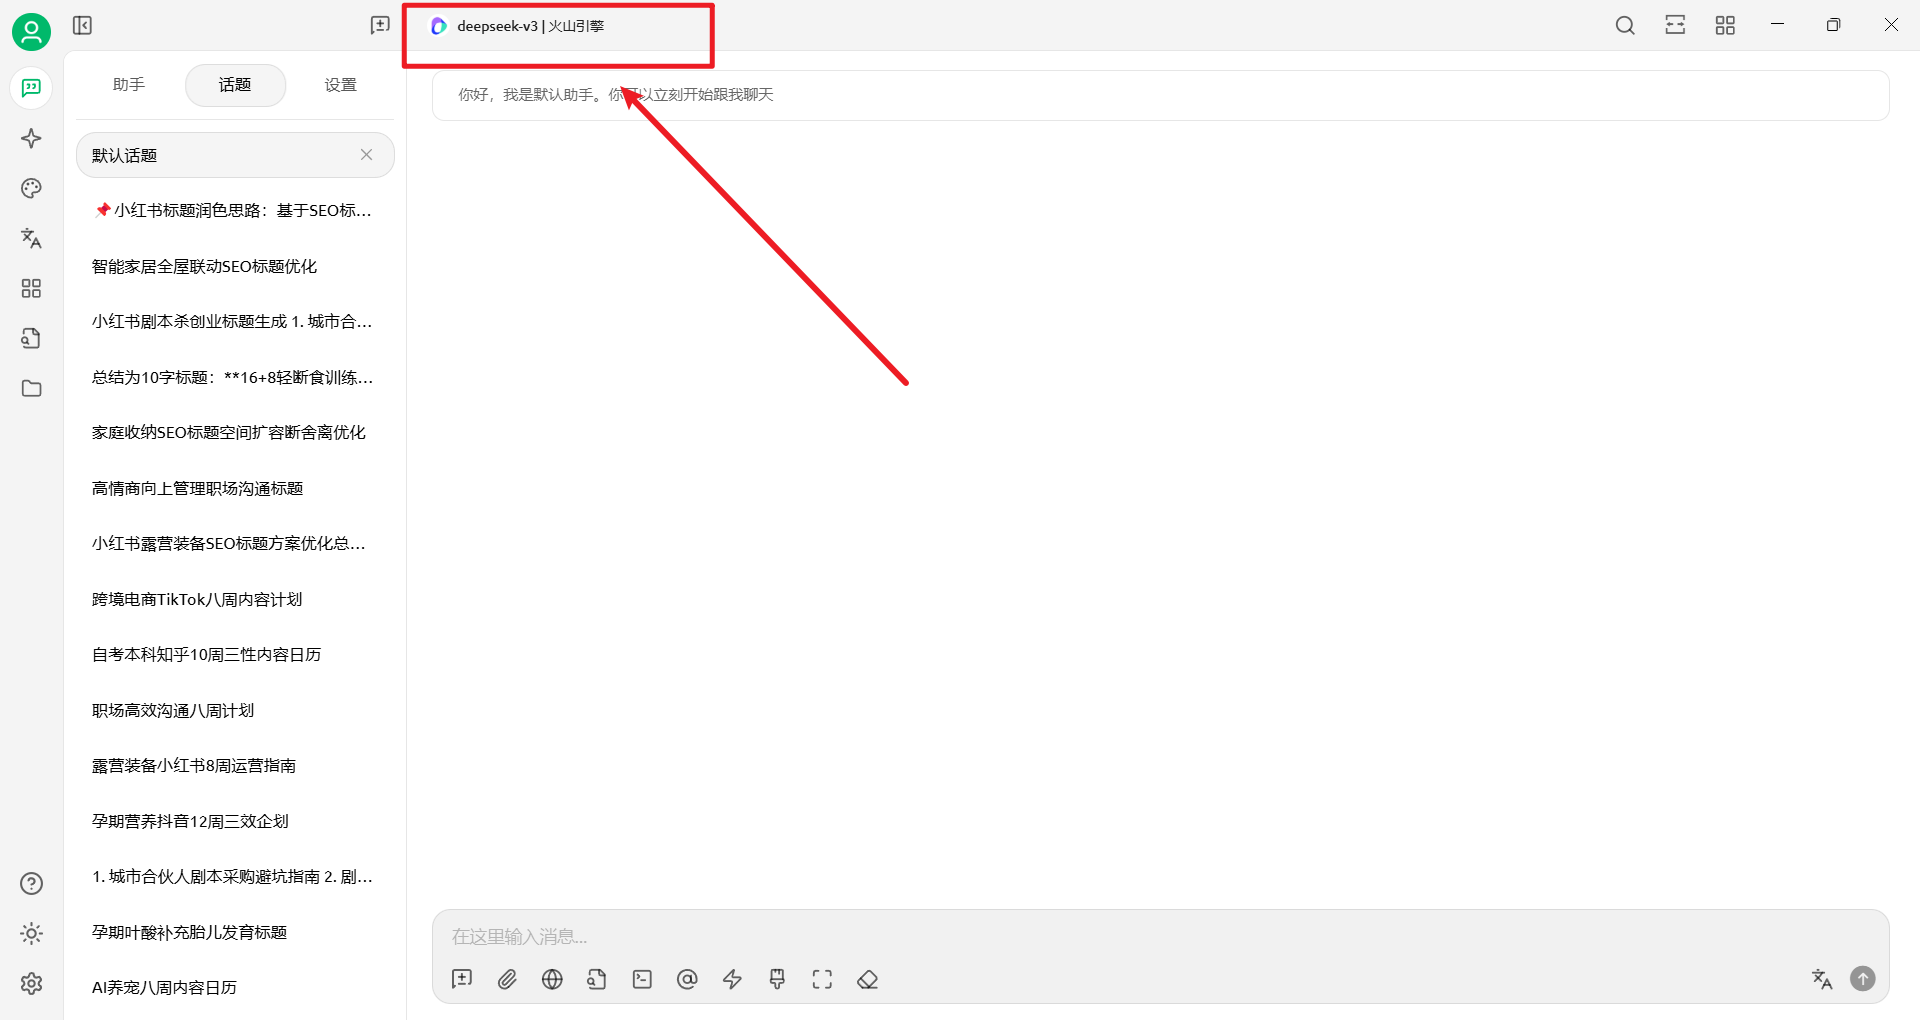 deepseek-v3 | 火山引擎
助手
话题
设置
默认话题
小红书标题润色思路：基于SEO标...
智能家居全屋联动SEO标题优化
小红书剧本杀创业标题生成 1. 城市合...
总结为10字标题：**16+8轻断食训练...
家庭收纳SEO标题空间扩容断舍离优化
高情商向上管理职场沟通标题
小红书露营装备SEO标题方案优化总...
跨境电商TikTok八周内容计划
自考本科知乎10周三性内容日历
职场高效沟通八周计划
露营装备小红书8周运营指南
孕期营养抖音12周三效企划
1. 城市合伙人剧本采购避坑指南 2. 剧...
孕期叶酸补充胎儿发育标题
AI养宠八周内容日历
你好，我是默认助手。你可以立刻开始跟我聊天
在这里输入消息...